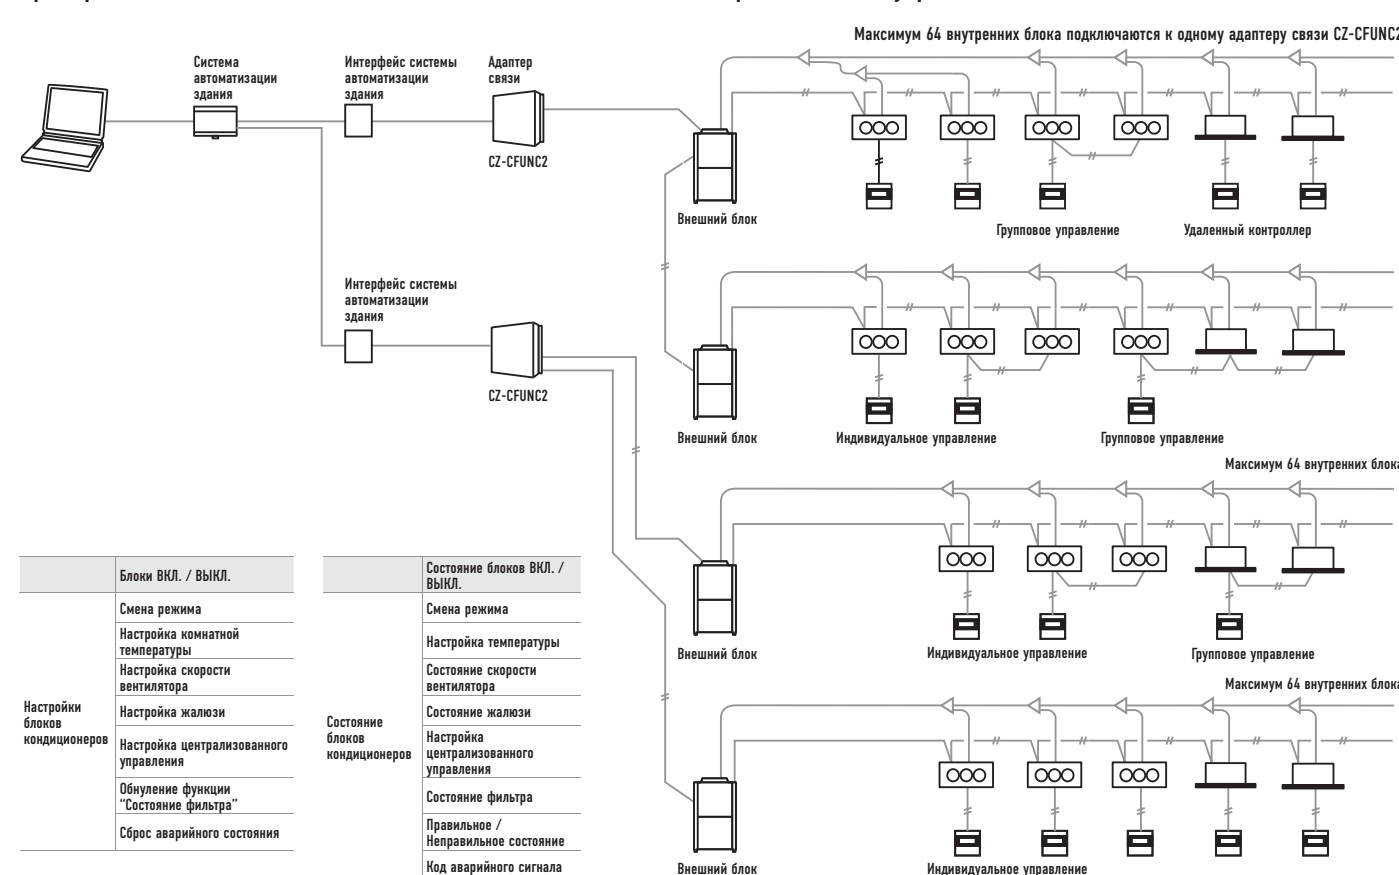 Максимум 64 внутренних блока подключаются к одному адаптеру связи CZ-CFUNC2
Система
автоматизации
здания
Интерфейс системы
автоматизации
здания
Адаптер
связи
CZ-CFUNC2
Внешний блок
Групповое управление
Удаленный контроллер
Интерфейс системы
автоматизации
здания
CZ-CFUNC2
Внешний блок
Индивидуальное управление
Групповое управление
Максимум 64 внутренних блока
Внешний блок
Индивидуальное управление
Групповое управление
Максимум 64 внутренних блока
Внешний блок
Индивидуальное управление
Блоки ВКЛ. / ВЫКЛ.
Настройки
блоков
кондиционеров
Смена режима
Настройка комнатной
температуры
Настройка скорости
вентилятора
Настройка жалюзи
Настройка централизованного
управления
Обнуление функции
“Состояние фильтра”
Сброс аварийного состояния
Состояние блоков ВКЛ. /
ВЫКЛ.
Состояние
блоков
кондиционеров
Смена режима
Настройка температуры
Состояние скорости
вентилятора
Состояние жалюзи
Настройка
централизованного
управления
Состояние фильтра
Правильное /
Неправильное состояние
Код аварийного сигнала